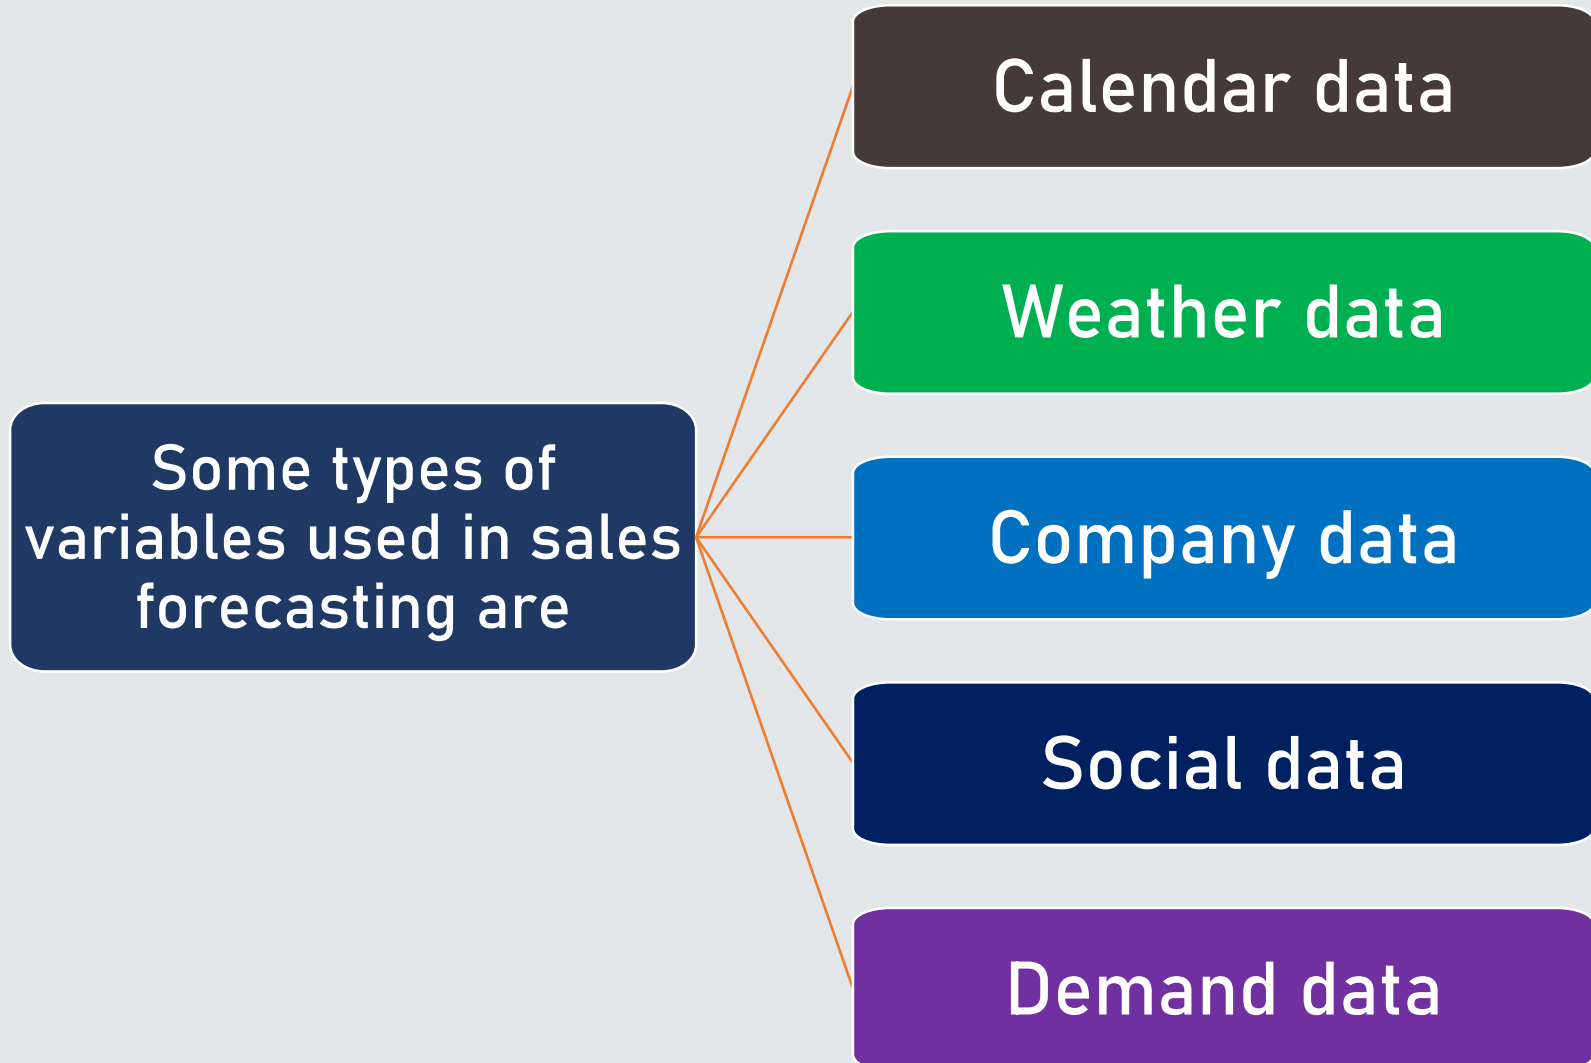 Some types of
variables used in sales
forecasting are
Calendar data
Weather data
Company data
Social data
Demand data